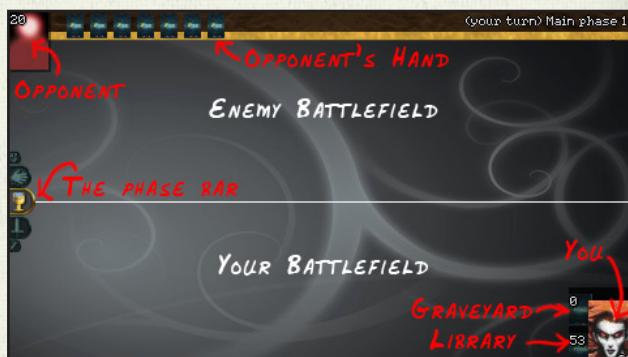 20
(your turn) Main phase 1
Opponent's Hand
Opponent
Enemy Battlefield
The phase bar
Your Battlefield
You
0
Graveyard
Library
53